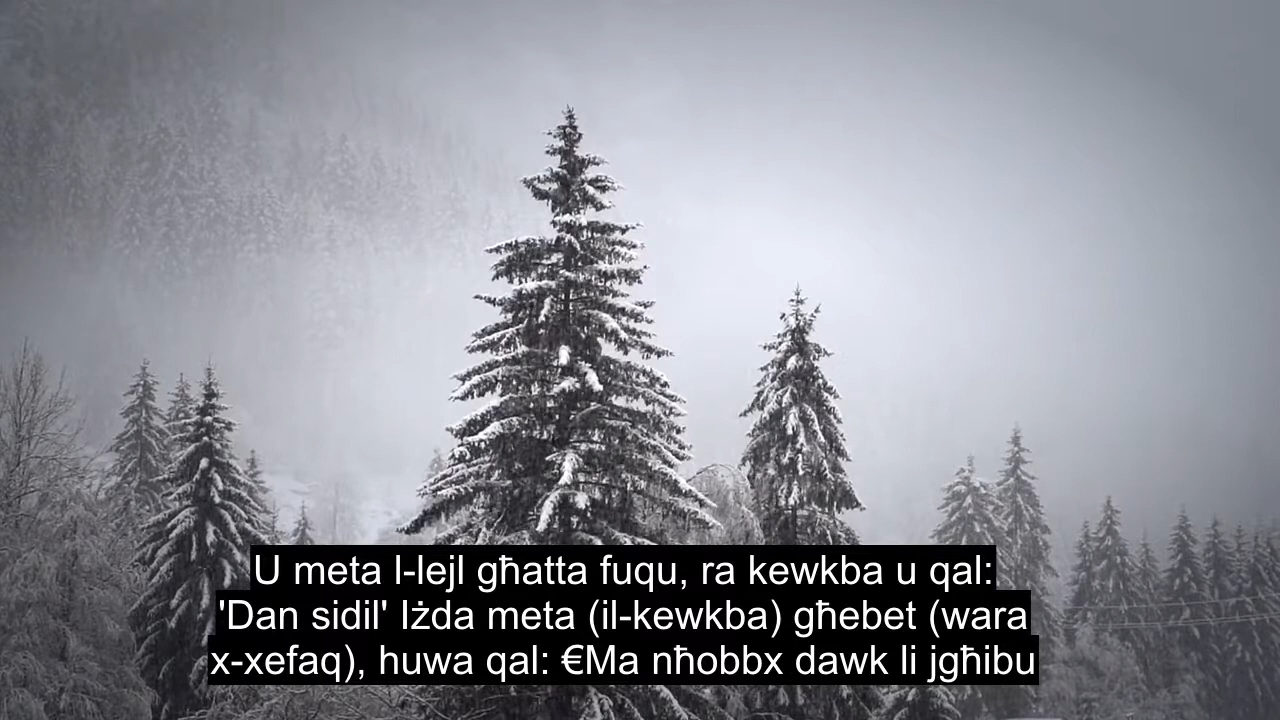 U meta l-lejl għatta fuqu, ra kewkba u qal:
'Dan sidil' Iżda meta (il-kewkba) għebet (wara
x-xefaq), huwa qal: €Ma nħobbx dawk li jgħibu